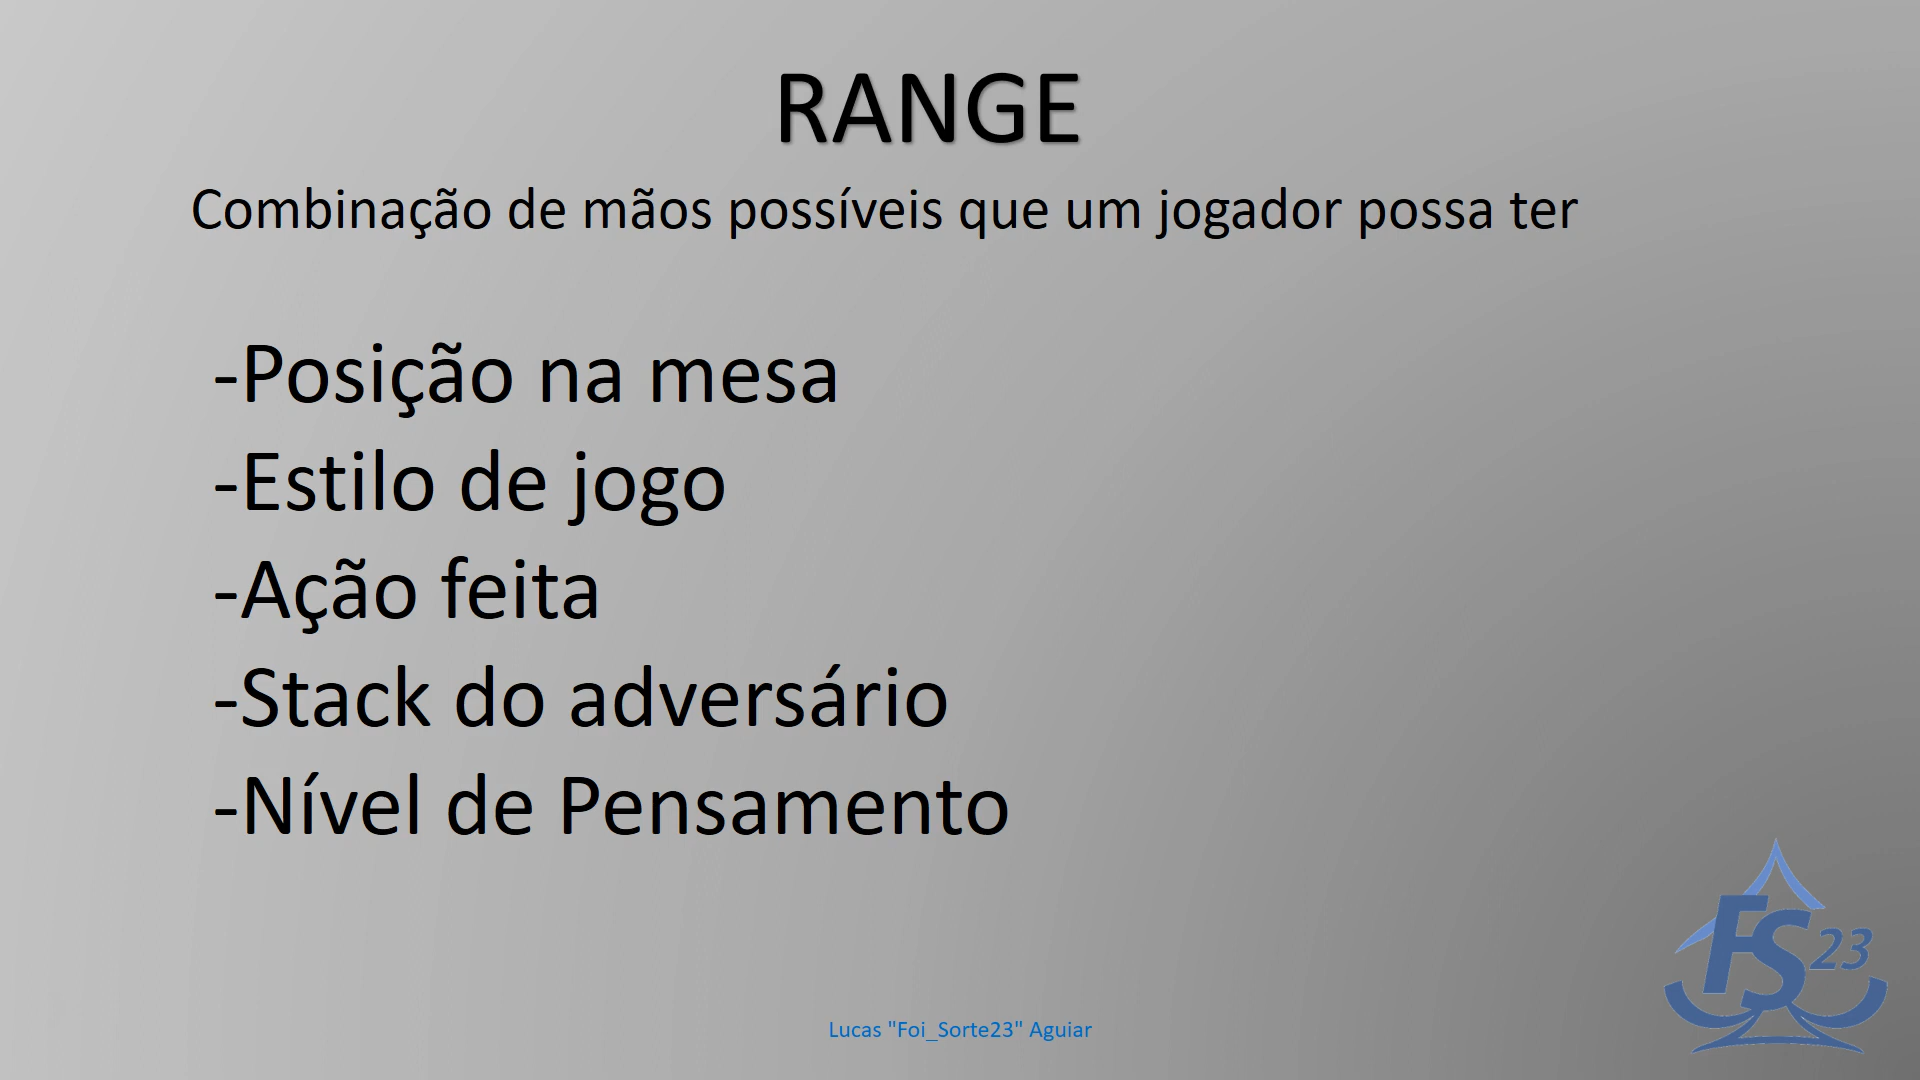 RANGE
Combinação de mãos possíveis que um jogador possa ter
-Posição na mesa
-Estilo de jogo
-Ação feita
-Stack do adversário
-Nível de Pensamento
FS23
Lucas "Foi_Sorte23" Aguiar